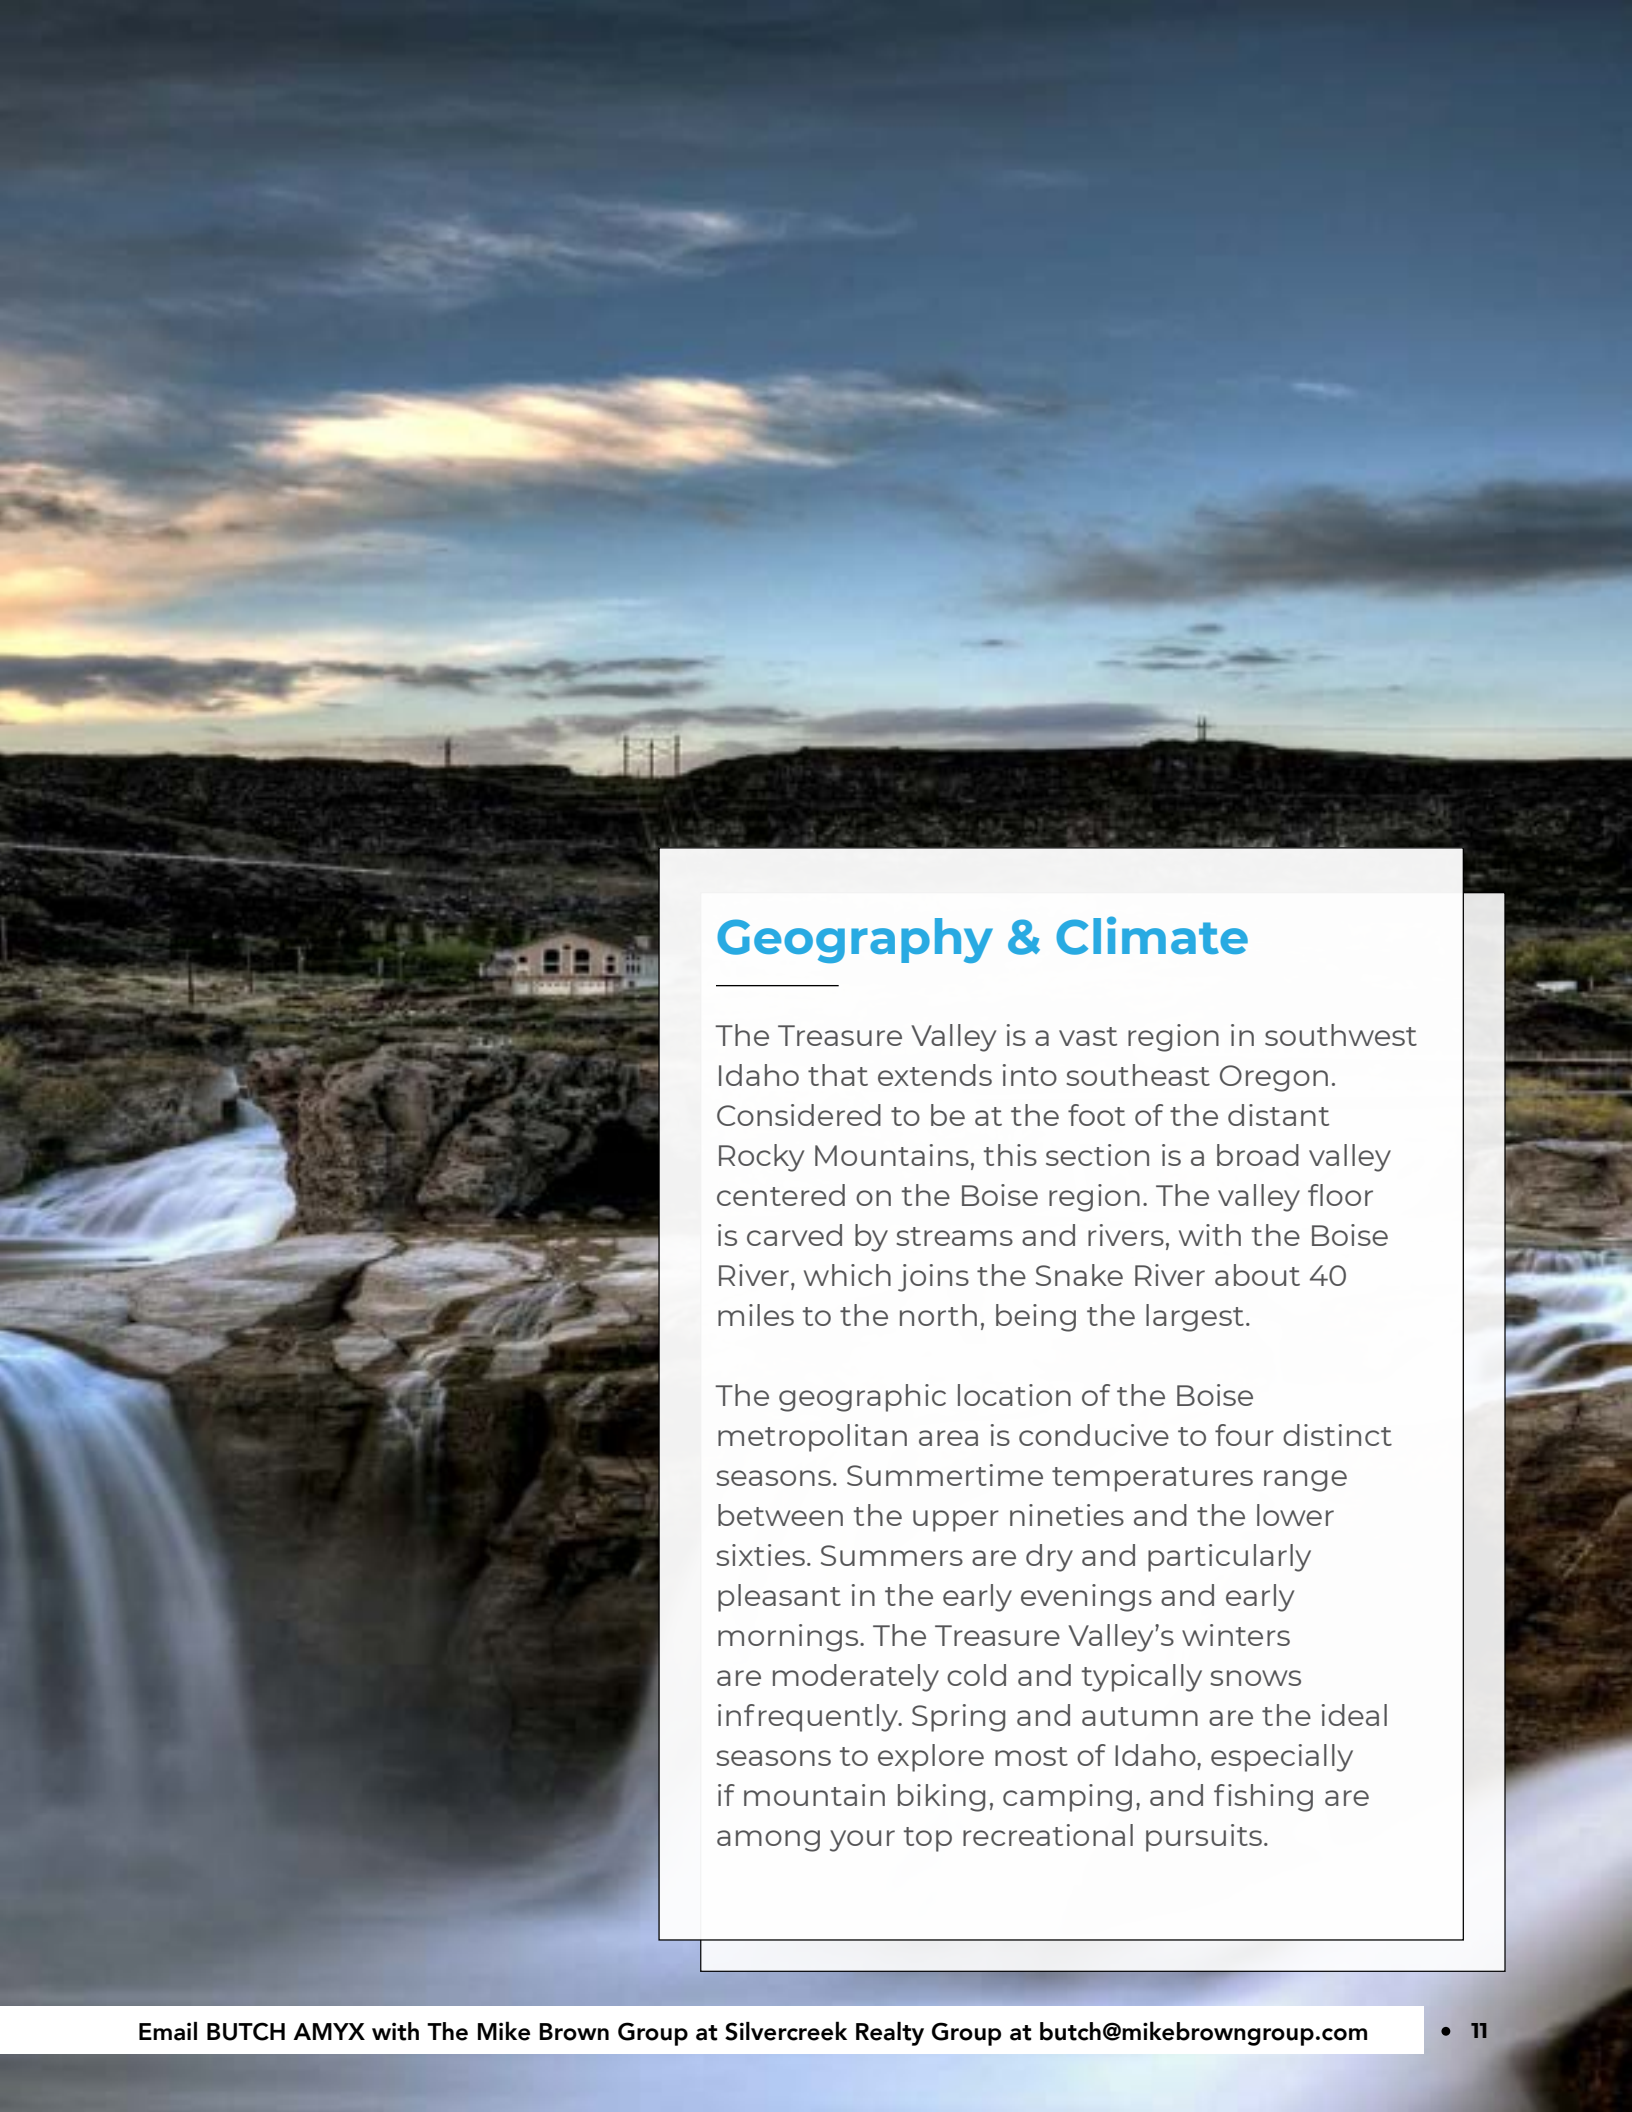 Geography & Climate
The Treasure Valley is a vast region in southwest
Idaho that extends into southeast Oregon.
Considered to be at the foot of the distant
Rocky Mountains, this section is a broad valley
centered on the Boise region. The valley floor
is carved by streams and rivers, with the Boise
River, which joins the Snake River about 40
miles to the north, being the largest.
The geographic location of the Boise
metropolitan area is conducive to four distinct
seasons. Summertime temperatures range
between the upper nineties and the lower
sixties. Summers are dry and particularly
pleasant in the early evenings and early
mornings. The Treasure Valley’s winters
are moderately cold and typically snows
infrequently. Spring and autumn are the ideal
seasons to explore most of Idaho, especially
if mountain biking, camping, and fishing are
among your top recreational pursuits.
Email BUTCH AMYX with The Mike Brown Group at Silvercreek Realty Group at butch@mikebrowngroup.com • 11